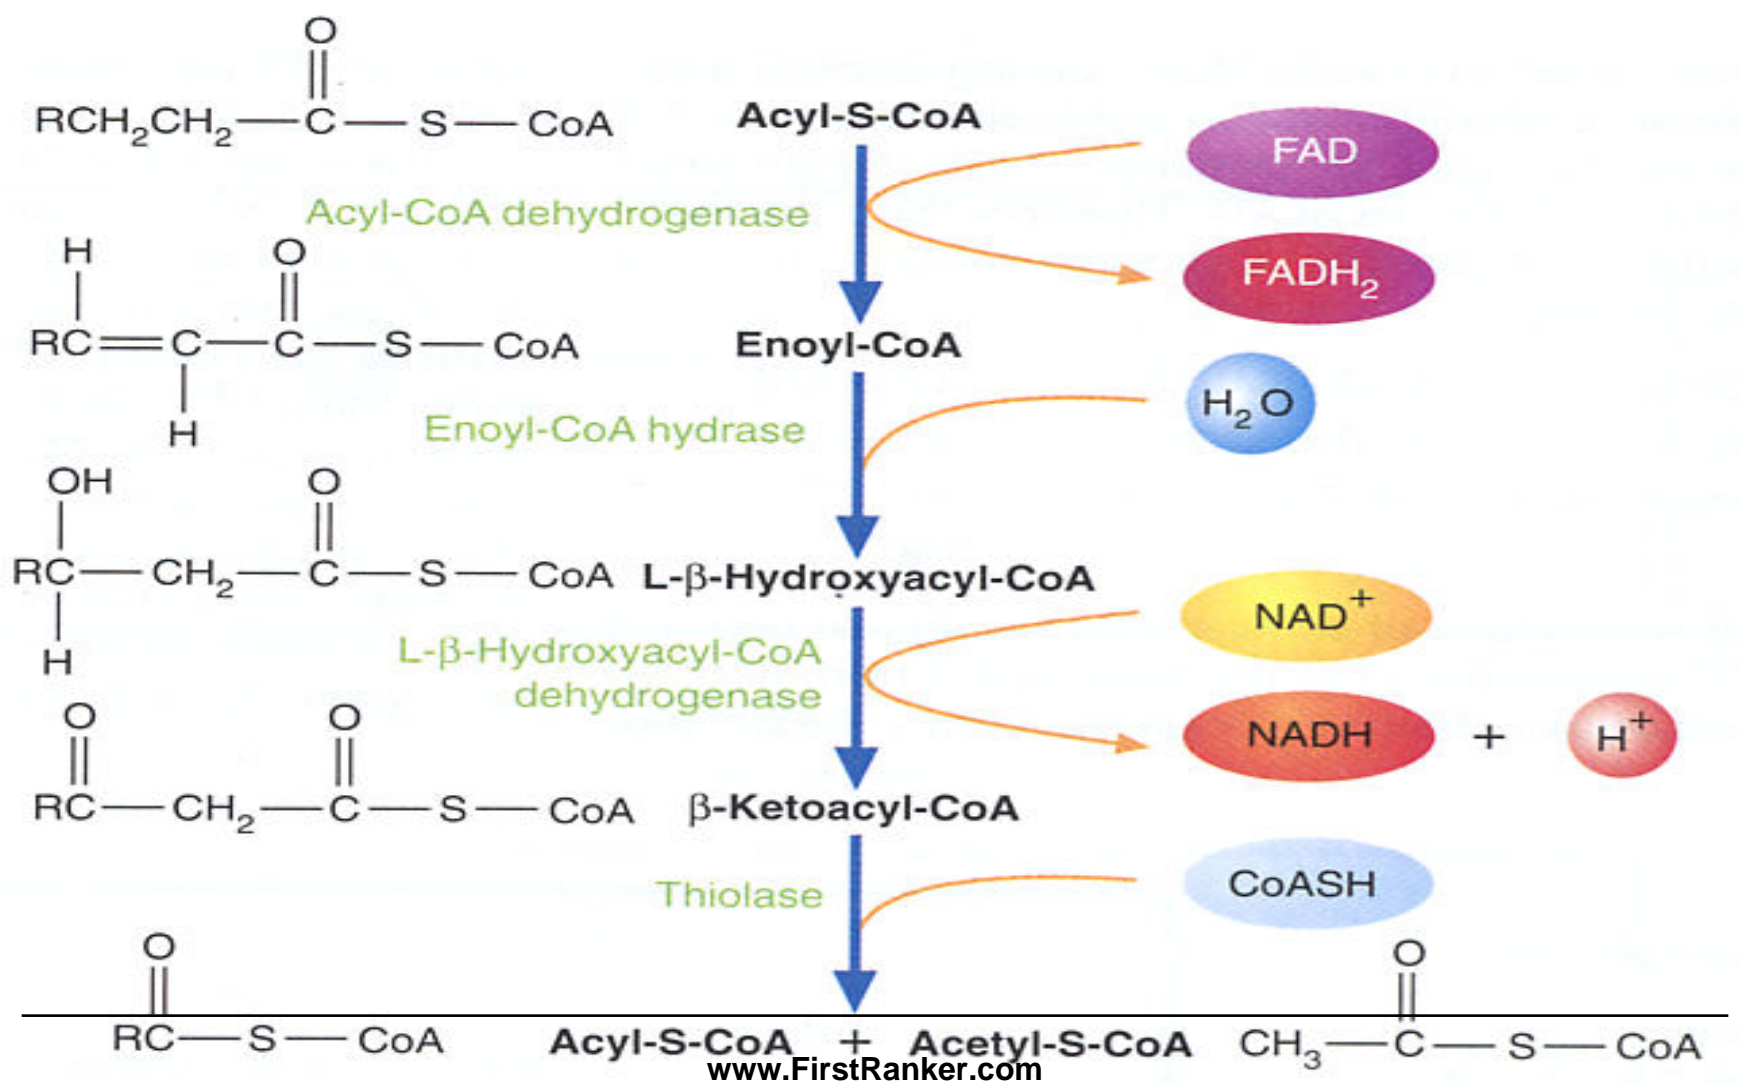 O
RCH₂CH₂—C—S—CoA
Acyl-S-CoA
FAD
Acyl-CoA dehydrogenase
FADH₂
H
O
RC=C—C—S—CoA
H
Enoyl-CoA
H₂O
Enoyl-CoA hydrase
OH
O
RC—CH₂—C—S—CoA
H
L-β-Hydroxyacyl-CoA
NAD⁺
L-β-Hydroxyacyl-CoA
dehydrogenase
NADH + H⁺
O
O
RC—CH₂—C—S—CoA
β-Ketoacyl-CoA
Thiolase
CoASH
O
O
RC—S—CoA
Acyl-S-CoA + Acetyl-S-CoA
CH₃—C—S—CoA
www.FirstRanker.com